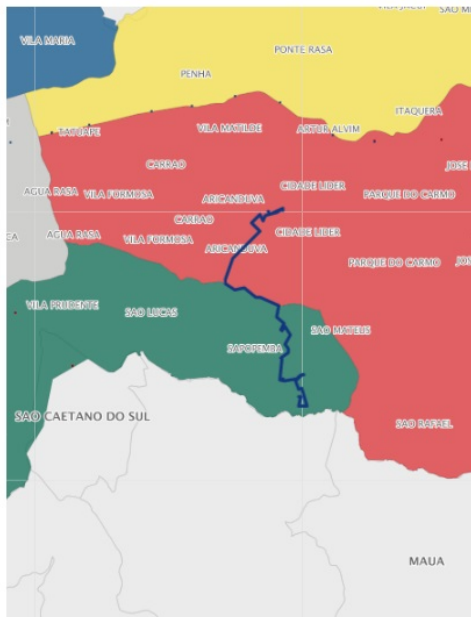 VILA MARIA
PONTE RASA
PENHA
ITAQUERA
TATUAPE
VILA MATILDE
ARTUR ALVIM
CARRAO
JOSE
AGUA RASA
VILA FORMOSA
ARICANDUVA
CIDADE LIDER
PARQUE DO CARMO
CARRAO
CIDADE LIDER
AGUA RASA
VILA FORMOSA
ARICANDUVA
PARQUE DO CARMO
VILA PRUDENTE
SAO LUCAS
SAO MATEUS
SAPOPEMBA
SAO CAETANO DO SUL
SAO RAFAEL
MAUA